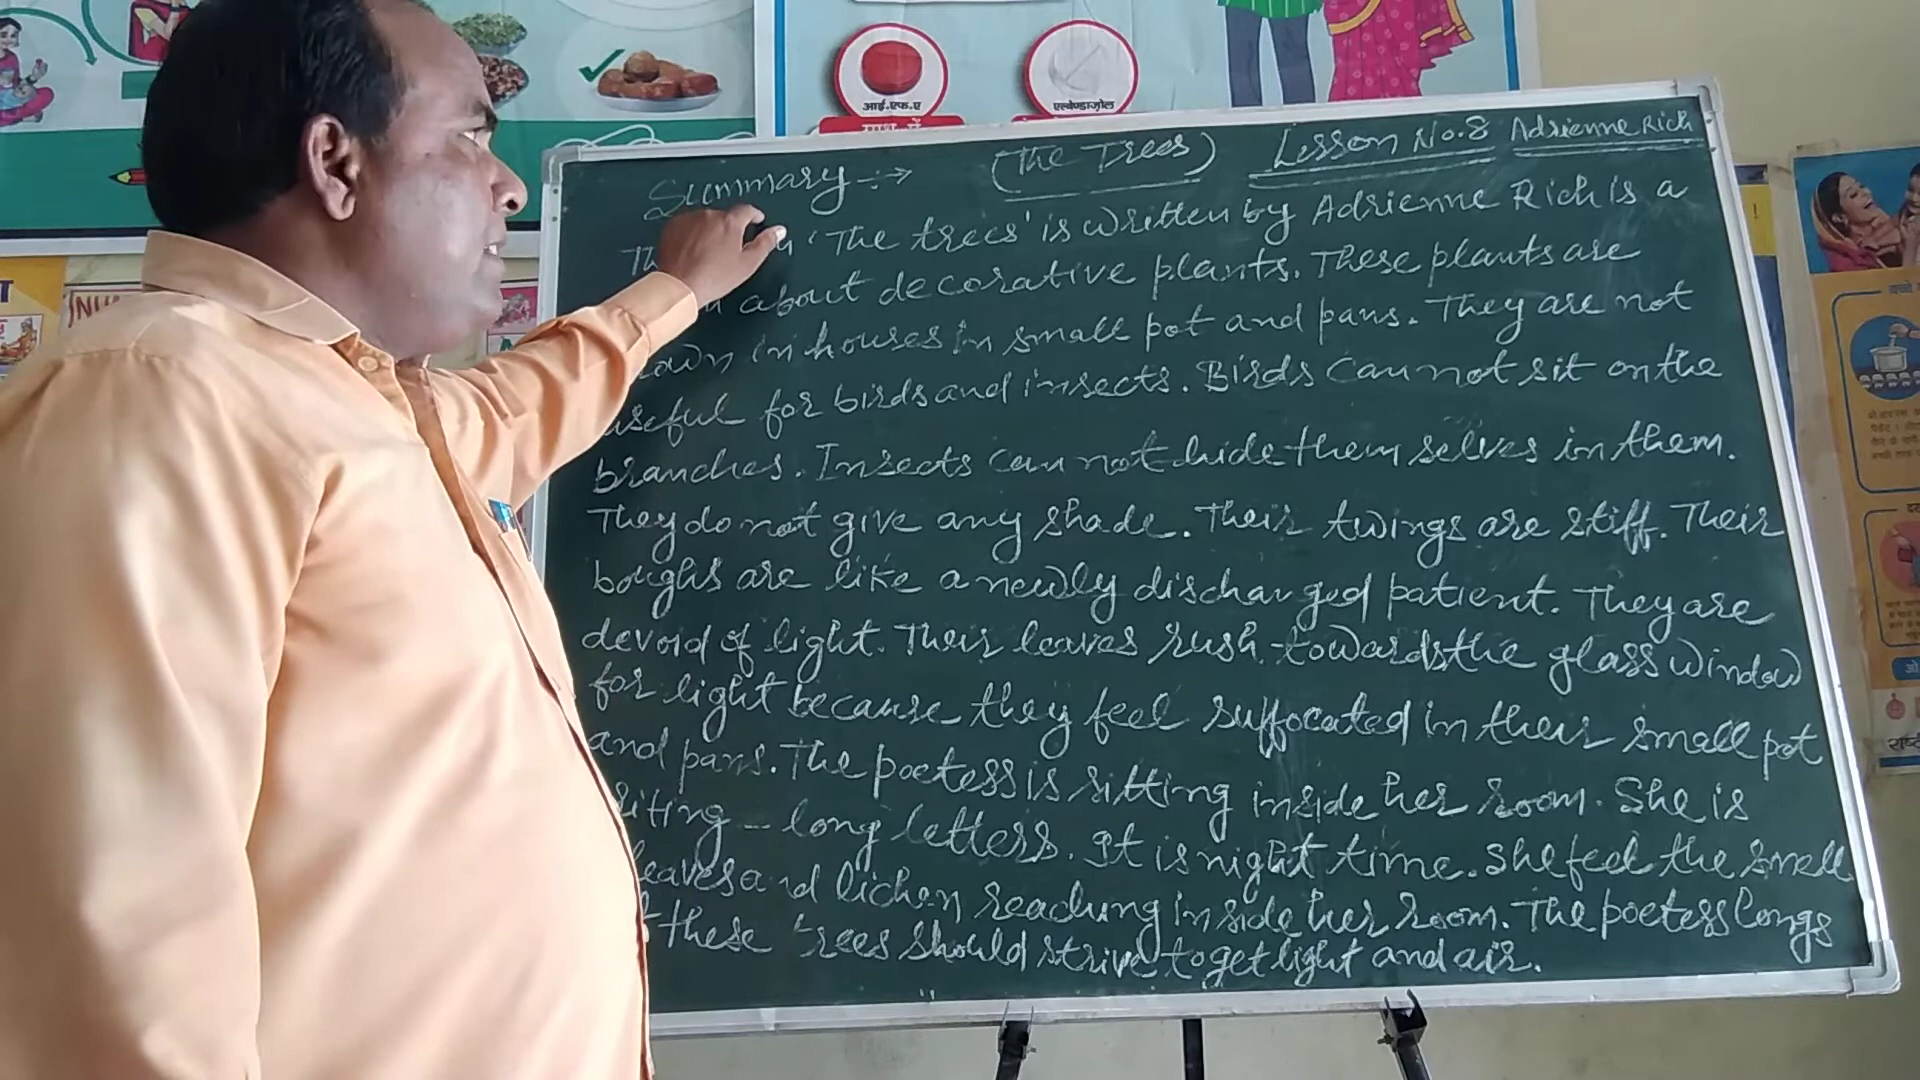 आई.एफ.ए
एल्बेण्डाज़ोल
Summary :→ (The Trees) Lesson No.8 Adrienne Rich
'The trees' is written by Adrienne Rich is a
about decorative plants. These plants are
in houses in small pot and pans. They are not
useful for birds and insects. Birds can not sit on the
branches. Insects can not hide them selves in them.
They do not give any shade. Their twings are stiff. Their
boughs are like a newly discharged patient. They are
devoid of light. Their leaves rush towards the glass window
for light because they feel suffocated in their small pot
and pans. The poetess is sitting inside her room. She is
- long letters. It is night time. She feel the smell
leaves and lichen reaching inside her room. The poetess longs
these trees should strive to get light and air.